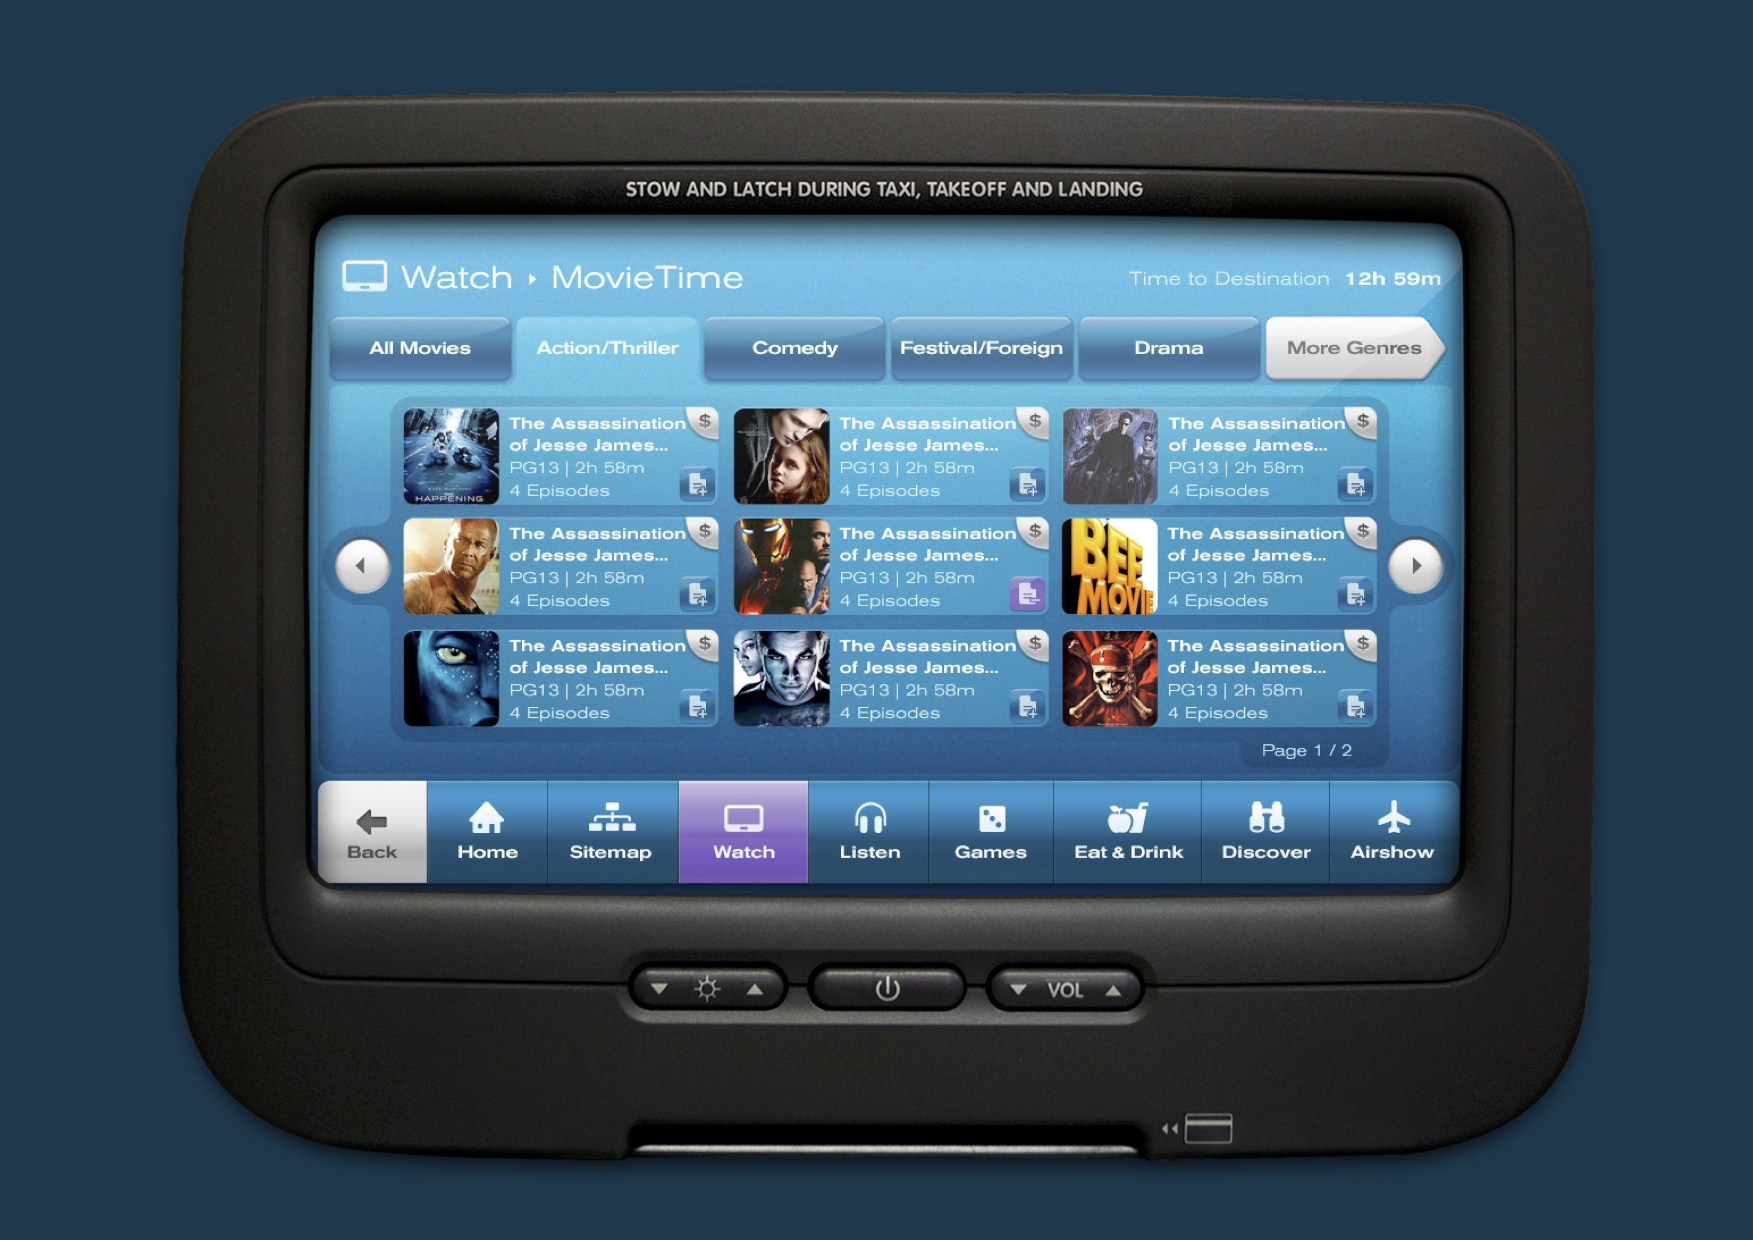 STOW AND LATCH DURING TAXI, TAKEOFF AND LANDING
Watch MovieTime
Time to Destination 12h 59m
All Movies
Action/Thriller
Comedy
Festival/Foreign
Drama
More Genres
HAPPENING
The Assassination
of Jesse James...
PG13 | 2h 58m
4 Episodes
$
The Assassination
of Jesse James...
PG13 | 2h 58m
4 Episodes
$
The Assassination
of Jesse James...
PG13 | 2h 58m
4 Episodes
$
The Assassination
of Jesse James...
PG13 | 2h 58m
4 Episodes
$
The Assassination
of Jesse James...
PG13 | 2h 58m
4 Episodes
$
BEE
MOVIE
The Assassination
of Jesse James...
PG13 | 2h 58m
4 Episodes
$
The Assassination
of Jesse James...
PG13 | 2h 58m
4 Episodes
$
The Assassination
of Jesse James...
PG13 | 2h 58m
4 Episodes
$
The Assassination
of Jesse James...
PG13 | 2h 58m
4 Episodes
$
Page 1 / 2
Back
Home
Sitemap
Watch
Listen
Games
Eat & Drink
Discover
Airshow
VOL